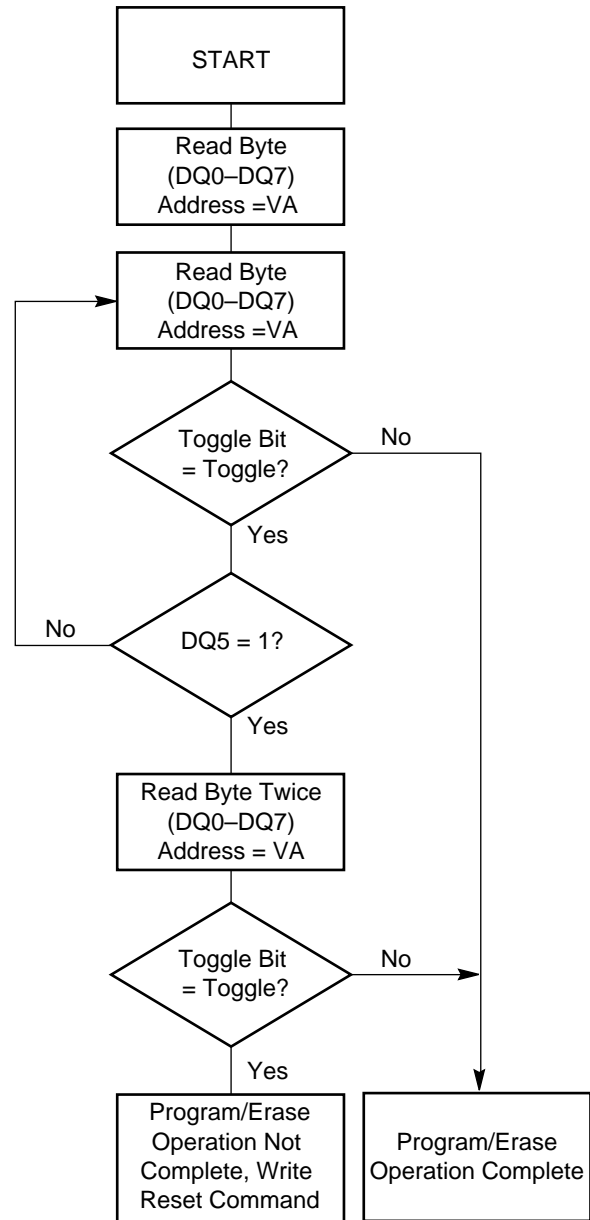 START
Read Byte
(DQ0–DQ7)
Address =VA
Read Byte
(DQ0–DQ7)
Address =VA
Toggle Bit
= Toggle?
No
Yes
No
DQ5 = 1?
Yes
Read Byte Twice
(DQ0–DQ7)
Address = VA
Toggle Bit
= Toggle?
No
Yes
Program/Erase
Operation Not
Complete, Write
Reset Command
Program/Erase
Operation Complete